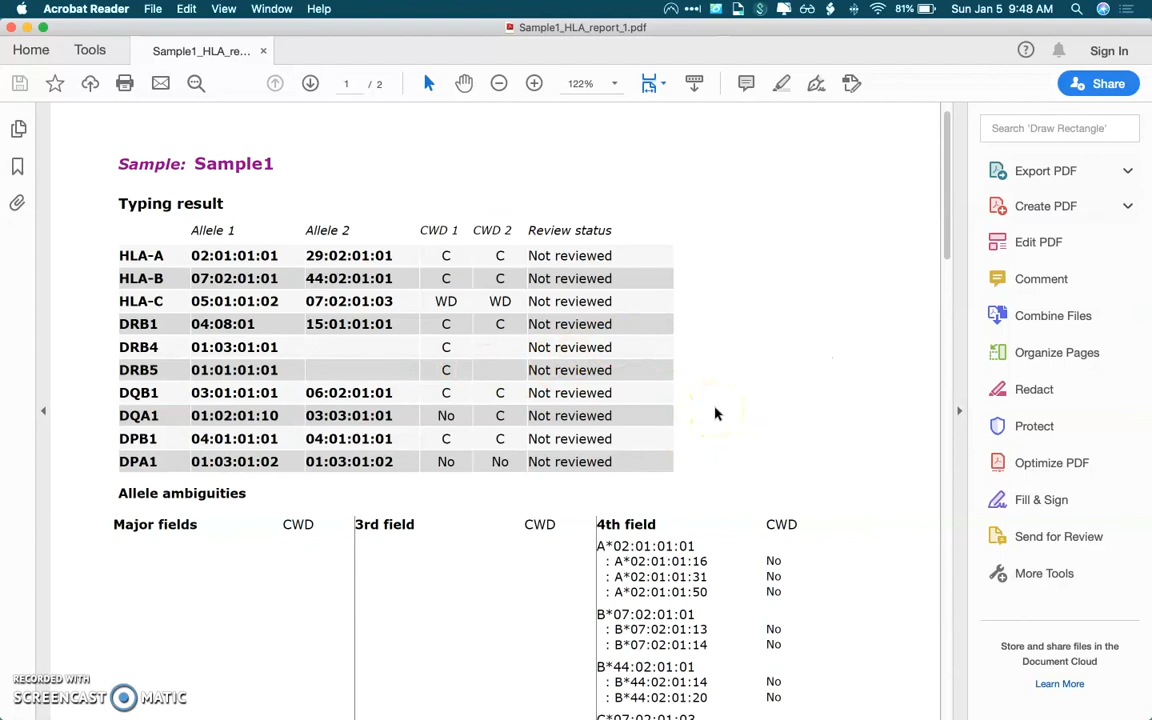 Acrobat Reader File Edit View Window Help 81% Sun Jan 5 9:48 AM
Sample1_HLA_report_1.pdf
Home Tools Sample1_HLA_re... × Sign In
1 / 2 122% Share
Search 'Draw Rectangle'
Export PDF
Create PDF
Edit PDF
Comment
Combine Files
Organize Pages
Redact
Protect
Optimize PDF
Fill & Sign
Send for Review
More Tools
Store and share files in the
Document Cloud
Learn More
Sample: Sample1
Typing result
Allele 1 Allele 2 CWD 1 CWD 2 Review status
HLA-A 02:01:01:01 29:02:01:01 C C Not reviewed
HLA-B 07:02:01:01 44:02:01:01 C C Not reviewed
HLA-C 05:01:01:02 07:02:01:03 WD WD Not reviewed
DRB1 04:08:01 15:01:01:01 C C Not reviewed
DRB4 01:03:01:01 C Not reviewed
DRB5 01:01:01:01 C Not reviewed
DQB1 03:01:01:01 06:02:01:01 C C Not reviewed
DQA1 01:02:01:10 03:03:01:01 No C Not reviewed
DPB1 04:01:01:01 04:01:01:01 C C Not reviewed
DPA1 01:03:01:02 01:03:01:02 No No Not reviewed
Allele ambiguities
Major fields CWD 3rd field CWD 4th field CWD
A*02:01:01:01
: A*02:01:01:16 No
: A*02:01:01:31 No
: A*02:01:01:50 No
B*07:02:01:01
: B*07:02:01:13 No
: B*07:02:01:14 No
B*44:02:01:01
: B*44:02:01:14 No
: B*44:02:01:20 No
C*07:02:01:03
RECORDED WITH
SCREENCAST MATIC